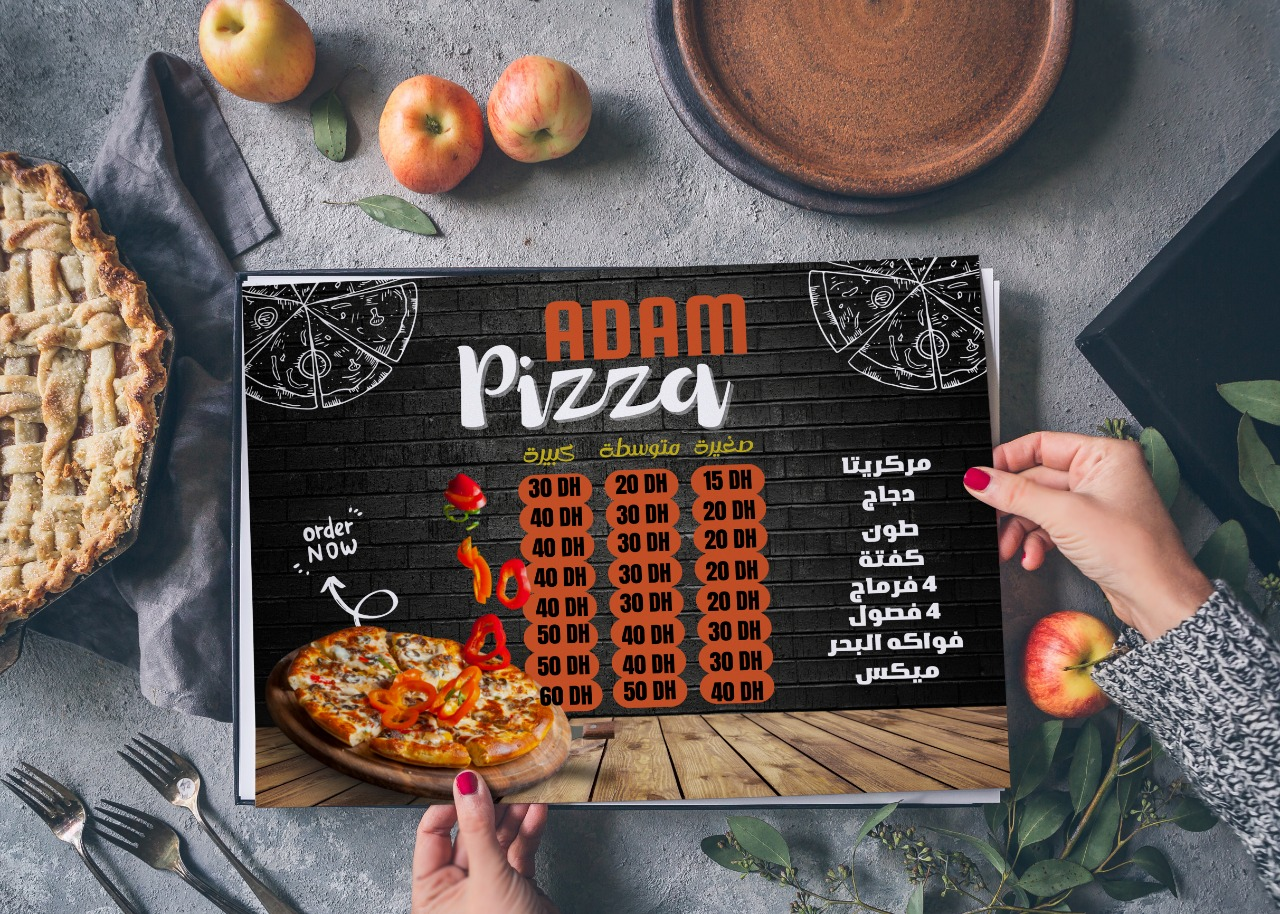 ADAM
Pizza
صغيرة متوسطة كبيرة
مركريتا 15 DH 20 DH 30 DH
دجاج 20 DH 30 DH 40 DH
طون 20 DH 30 DH 40 DH
كفتة 20 DH 30 DH 40 DH
4 فرماج 20 DH 30 DH 40 DH
4 فصول 30 DH 40 DH 50 DH
فواكه البحر 30 DH 40 DH 50 DH
ميكس 40 DH 50 DH 60 DH
order
NOW